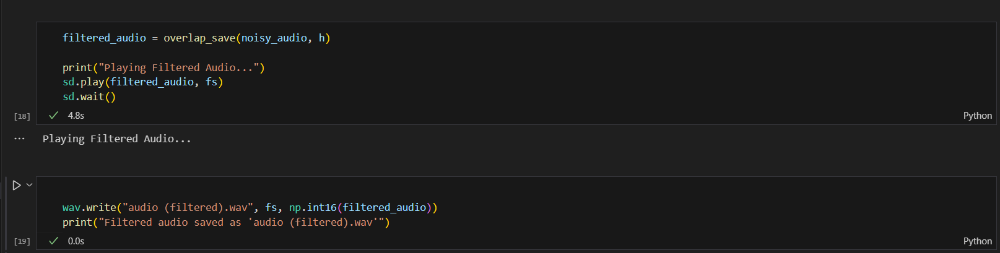 filtered_audio = overlap_save(noisy_audio, h)
print("Playing Filtered Audio...")
sd.play(filtered_audio, fs)
sd.wait()
[18] 4.8s Python
... Playing Filtered Audio...
wav.write("audio (filtered).wav", fs, np.int16(filtered_audio))
print("Filtered audio saved as 'audio (filtered).wav'")
[19] 0.0s Python